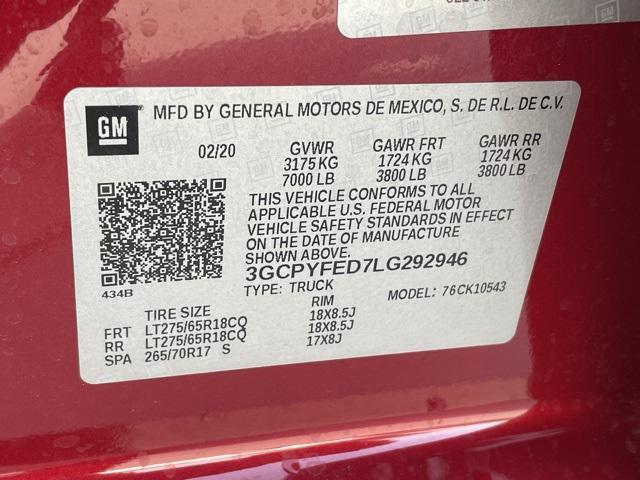 GM
MFD BY GENERAL MOTORS DE MEXICO, S. DE R.L. DE C.V.
02/20 GVWR GAWR FRT GAWR RR
3175 KG 1724 KG 1724 KG
7000 LB 3800 LB 3800 LB
THIS VEHICLE CONFORMS TO ALL
APPLICABLE U.S. FEDERAL MOTOR
VEHICLE SAFETY STANDARDS IN EFFECT
ON THE DATE OF MANUFACTURE
3GCPYFED7LG292946
434B TYPE: TRUCK MODEL: 76CK10543
TIRE SIZE RIM
FRT LT275/65R18CQ 18X8.5J
RR LT275/65R18CQ 18X8.5J
SPA 265/70R17 S 17X8J